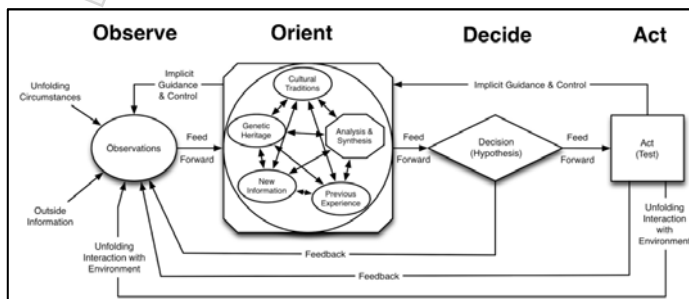 Observe
Orient
Decide
Act
Unfolding
Circumstances
Implicit
Guidance
& Control
Cultural
Traditions
Implicit Guidance & Control
Genetic
Heritage
Analysis &
Synthesis
Observations
Feed
Forward
Feed
Forward
Decision
(Hypothesis)
Feed
Forward
Act
(Test)
New
Information
Previous
Experience
Outside
Information
Unfolding
Interaction with
Environment
Feedback
Feedback
Unfolding
Interaction
with
Environment